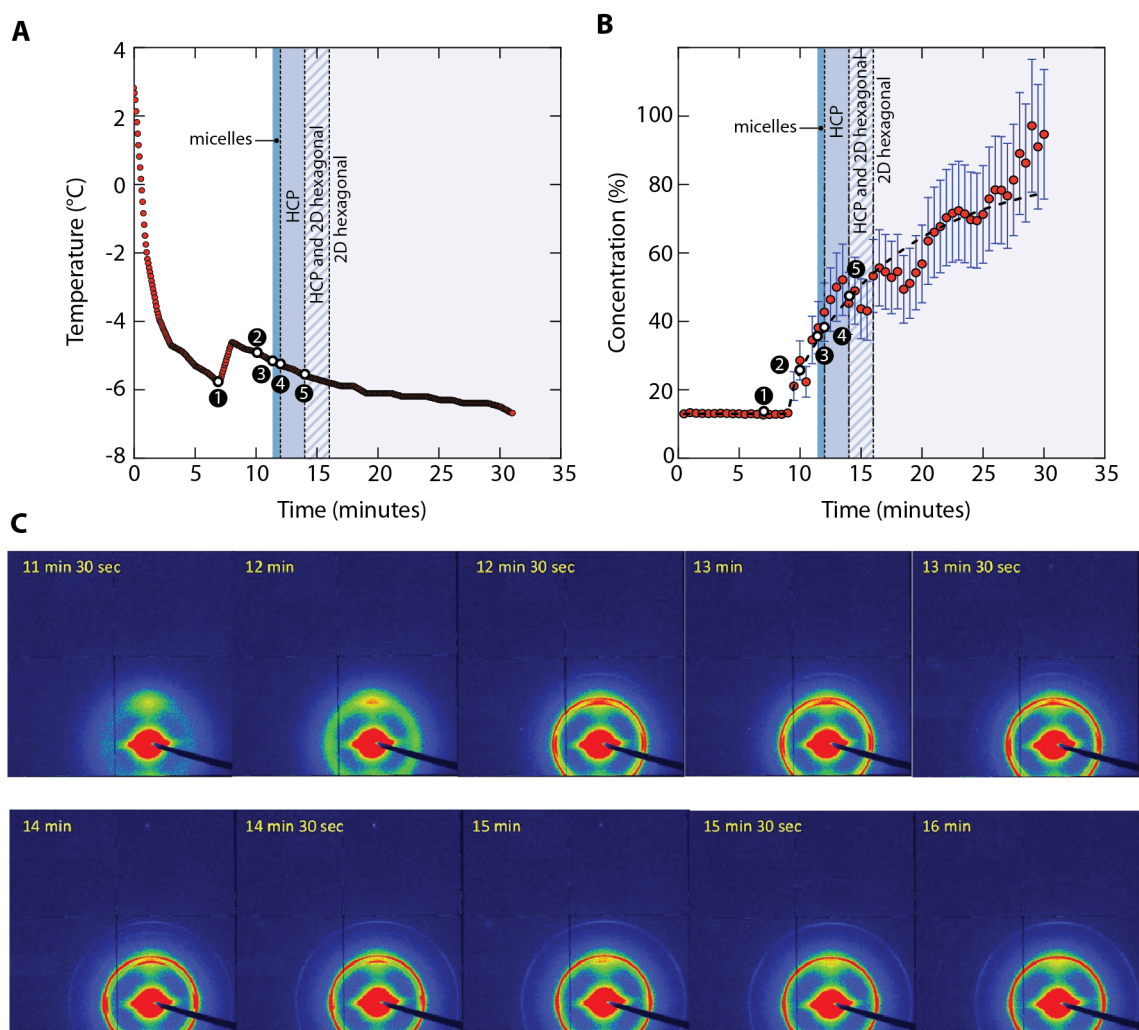 A
B
4
2
0
-2
-4
-6
-8
Temperature (°C)
0 5 10 15 20 25 30 35
Time (minutes)
micelles
HCP
HCP and 2D hexagonal
2D hexagonal
1
2
3
4
5
100
80
60
40
20
0
Concentration (%)
0 5 10 15 20 25 30 35
Time (minutes)
micelles
HCP
HCP and 2D hexagonal
2D hexagonal
1
2
3
4
5
C
11 min 30 sec
12 min
12 min 30 sec
13 min
13 min 30 sec
14 min
14 min 30 sec
15 min
15 min 30 sec
16 min